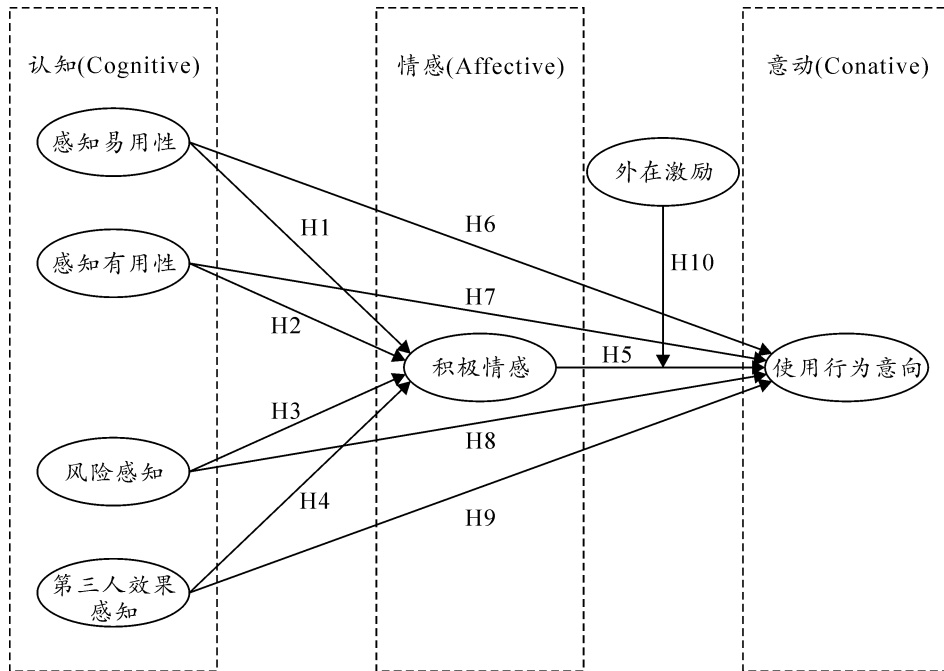 认知(Cognitive)
情感(Affective)
意动(Conative)
感知易用性
外在激励
H1
H6
感知有用性
H10
H7
H2
H5
积极情感
使用行为意向
H3
H8
风险感知
H4
H9
第三人效果
感知